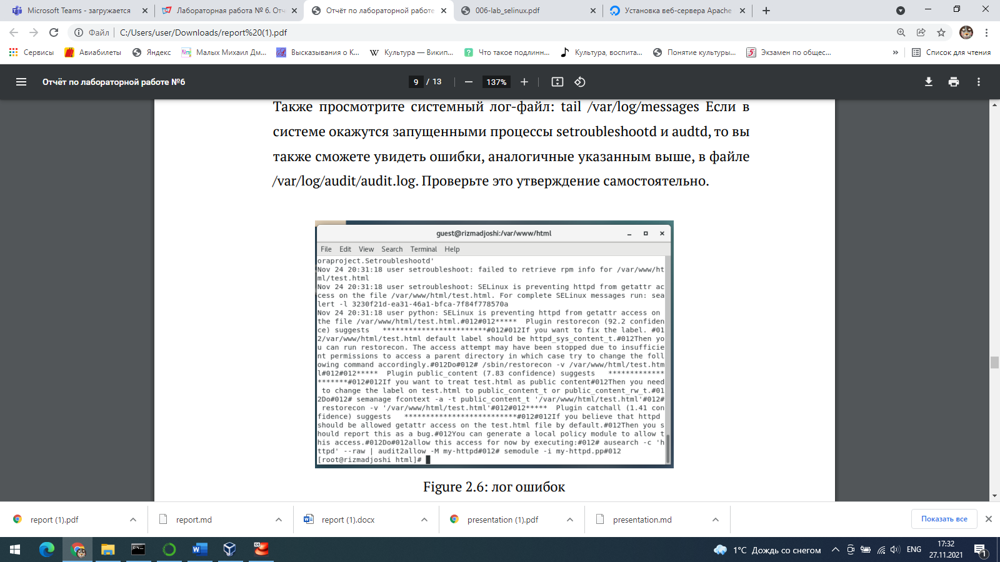 Microsoft Teams - загружается
Лабораторная работа № 6. Отч
Отчёт по лабораторной работе
006-lab_selinux.pdf
Установка веб-сервера Apache
Файл
C:/Users/user/Downloads/report%20(1).pdf
Сервисы
Авиабилеты
Яндекс
Малых Михаил Дм...
Высказывания о К...
Культура — Викип...
Что такое подлинн...
Культура, воспита...
Понятие культуры...
Экзамен по общес...
»
Список для чтения
Отчёт по лабораторной работе №6
9 / 13
137%
Также просмотрите системный лог-файл: tail /var/log/messages Если в
системе окажутся запущенными процессы setroubleshootd и audtd, то вы
также сможете увидеть ошибки, аналогичные указанным выше, в файле
/var/log/audit/audit.log. Проверьте это утверждение самостоятельно.
guest@rizmadjoshi:/var/www/html
File Edit View Search Terminal Help
oraproject.Setroubleshootd'
Nov 24 20:31:18 user setroubleshoot: failed to retrieve rpm info for /var/www/ht
ml/test.html
Nov 24 20:31:18 user setroubleshoot: SELinux is preventing httpd from getattr ac
cess on the file /var/www/html/test.html. For complete SELinux messages run: sea
lert -l 3230f21d-ea31-46a1-bfca-7f84f778570a
Nov 24 20:31:18 user python: SELinux is preventing httpd from getattr access on
the file /var/www/html/test.html.#012#012*****  Plugin restorecon (92.2 confiden
ce) suggests   ************************#012#012If you want to fix the label. #01
2/var/www/html/test.html default label should be httpd_sys_content_t.#012Then yo
u can run restorecon. The access attempt may have been stopped due to insufficie
nt permissions to access a parent directory in which case try to change the foll
owing command accordingly.#012Do#012# /sbin/restorecon -v /var/www/html/test.htm
l#012#012*****  Plugin public_content (7.83 confidence) suggests   *************
*******#012#012If you want to treat test.html as public content#012Then you need
 to change the label on test.html to public_content_t or public_content_rw_t.#01
2Do#012# semanage fcontext -a -t public_content_t '/var/www/html/test.html'#012#
 restorecon -v '/var/www/html/test.html'#012#012*****  Plugin catchall (1.41 con
fidence) suggests   **************************#012#012If you believe that httpd
should be allowed getattr access on the test.html file by default.#012Then you s
hould report this as a bug.#012You can generate a local policy module to allow t
his access.#012Do#012allow this access for now by executing:#012# ausearch -c 'h
ttpd' --raw | audit2allow -M my-httpd#012# semodule -i my-httpd.pp#012
[root@rizmadjoshi html]#
Figure 2.6: лог ошибок
report (1).pdf
report.md
report (1).docx
presentation (1).pdf
presentation.md
Показать все
1°C Дождь со снегом
ENG
17:32
27.11.2021
1